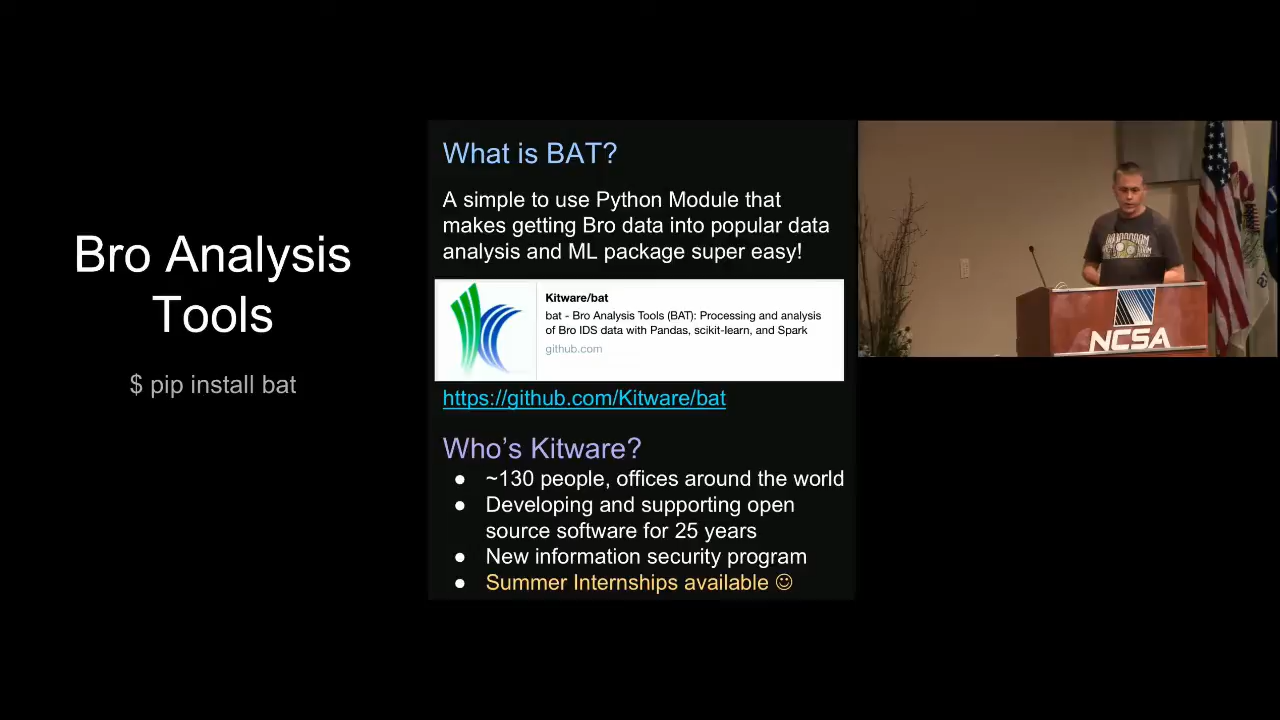 Bro Analysis
Tools
$ pip install bat
What is BAT?
A simple to use Python Module that
makes getting Bro data into popular data
analysis and ML package super easy!
Kitware/bat
bat - Bro Analysis Tools (BAT): Processing and analysis
of Bro IDS data with Pandas, scikit-learn, and Spark
github.com
https://github.com/Kitware/bat
Who's Kitware?
● ~130 people, offices around the world
● Developing and supporting open
source software for 25 years
● New information security program
● Summer Internships available ☺
NCSA